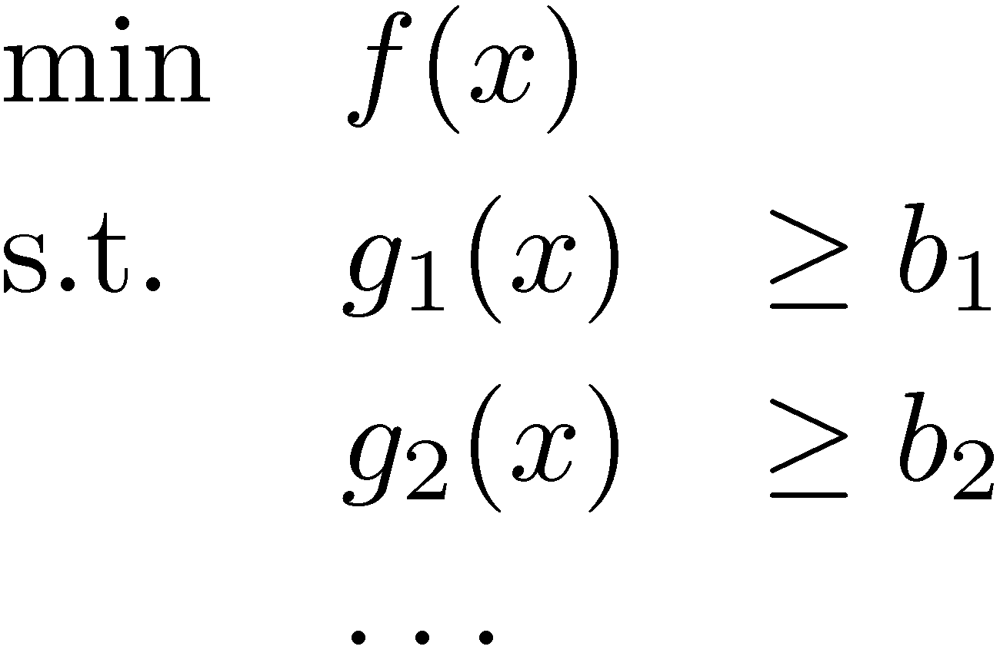 min f(x)
s.t. g₁(x) ≥ b₁
g₂(x) ≥ b₂
. . .